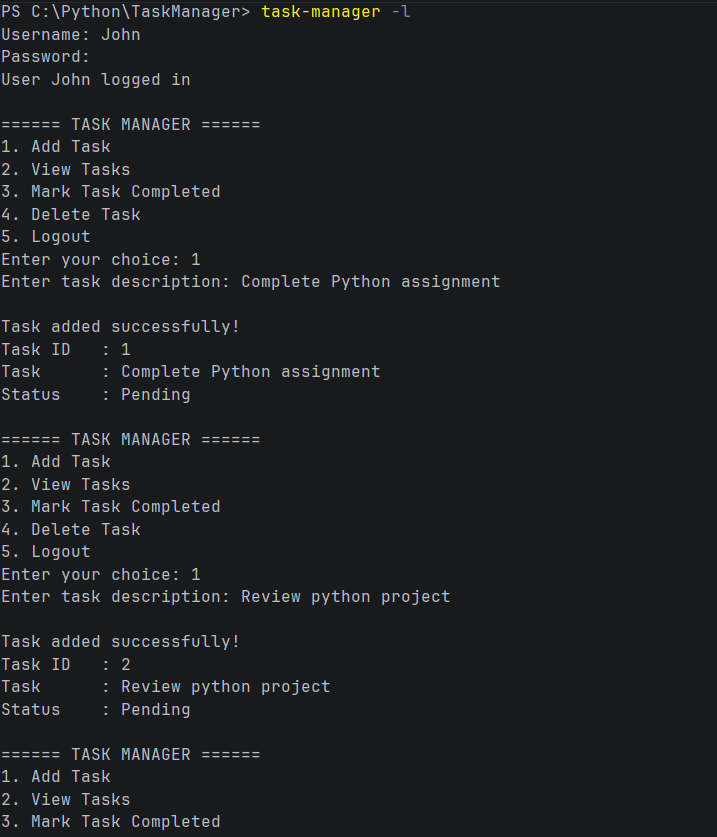 PS C:\Python\TaskManager> task-manager -l
Username: John
Password:
User John logged in
====== TASK MANAGER ======
1. Add Task
2. View Tasks
3. Mark Task Completed
4. Delete Task
5. Logout
Enter your choice: 1
Enter task description: Complete Python assignment
Task added successfully!
Task ID   : 1
Task      : Complete Python assignment
Status    : Pending
====== TASK MANAGER ======
1. Add Task
2. View Tasks
3. Mark Task Completed
4. Delete Task
5. Logout
Enter your choice: 1
Enter task description: Review python project
Task added successfully!
Task ID   : 2
Task      : Review python project
Status    : Pending
====== TASK MANAGER ======
1. Add Task
2. View Tasks
3. Mark Task Completed